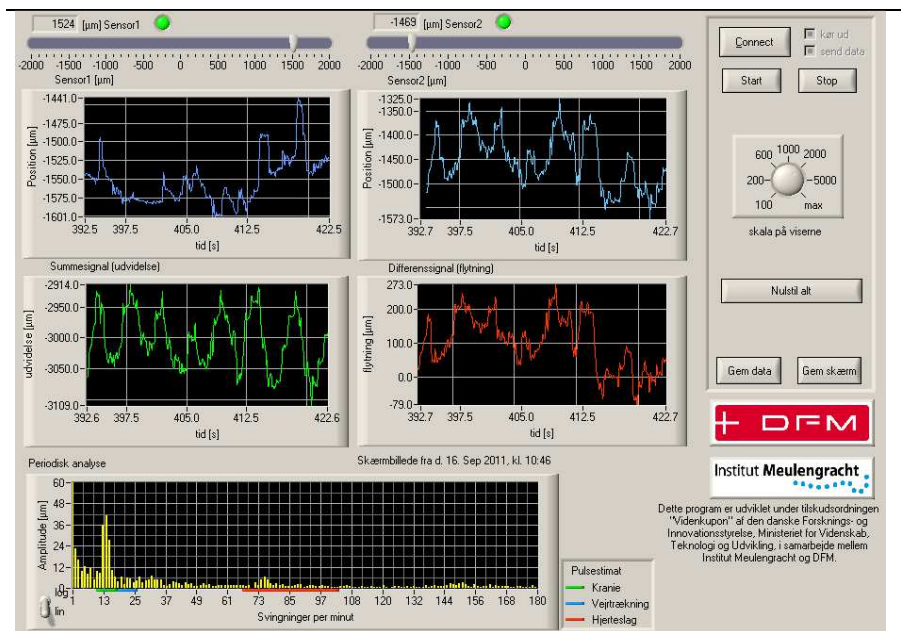 1524 [µm] Sensor1
-2000 -1500 -1000 -500 0 500 1000 1500 2000
Sensor1 [µm]
-1469 [µm] Sensor2
-2000 -1500 -1000 -500 0 500 1000 1500 2000
Sensor2 [µm]
Connect
kør ud
send data
Start
Stop
-1441.0
-1475.0
-1500.0
-1525.0
-1550.0
-1575.0
-1601.0
Position [µm]
392.5 397.5 405.0 412.5 422.5
tid [s]
-1325.0
-1350.0
-1400.0
-1450.0
-1500.0
-1573.0
Position [µm]
392.7 397.5 405.0 412.5 422.7
tid [s]
100
200
600
1000
2000
5000
max
skala på viserne
Summesignal (udvidelse)
-2914.0
-2950.0
-3000.0
-3050.0
-3109.0
udvidelse [µm]
392.6 397.5 405.0 412.5 422.6
tid [s]
Differenssignal (flytning)
273.0
200.0
100.0
0.0
-79.0
flytning [µm]
392.7 397.5 405.0 412.5 422.7
tid [s]
Nulstil alt
Gem data
Gem skærm
DFM
Institut Meulengracht
Dette program er udviklet under tilskudsordningen
"Videnkupon" af den danske Forsknings- og
Innovationsstyrelse, Ministeriet for Videnskab,
Teknologi og Udvikling, i samarbejde mellem
Institut Meulengracht og DFM.
Periodisk analyse
Skærmbillede fra d. 16. Sep 2011, kl. 10:46
60
48
36
24
12
0
Amplitude [µm]
log
lin
1 13 25 37 49 61 73 85 97 109 120 132 144 156 168 180
Svingninger per minut
Pulsestimat
Kranie
Vejrtrækning
Hjerteslag